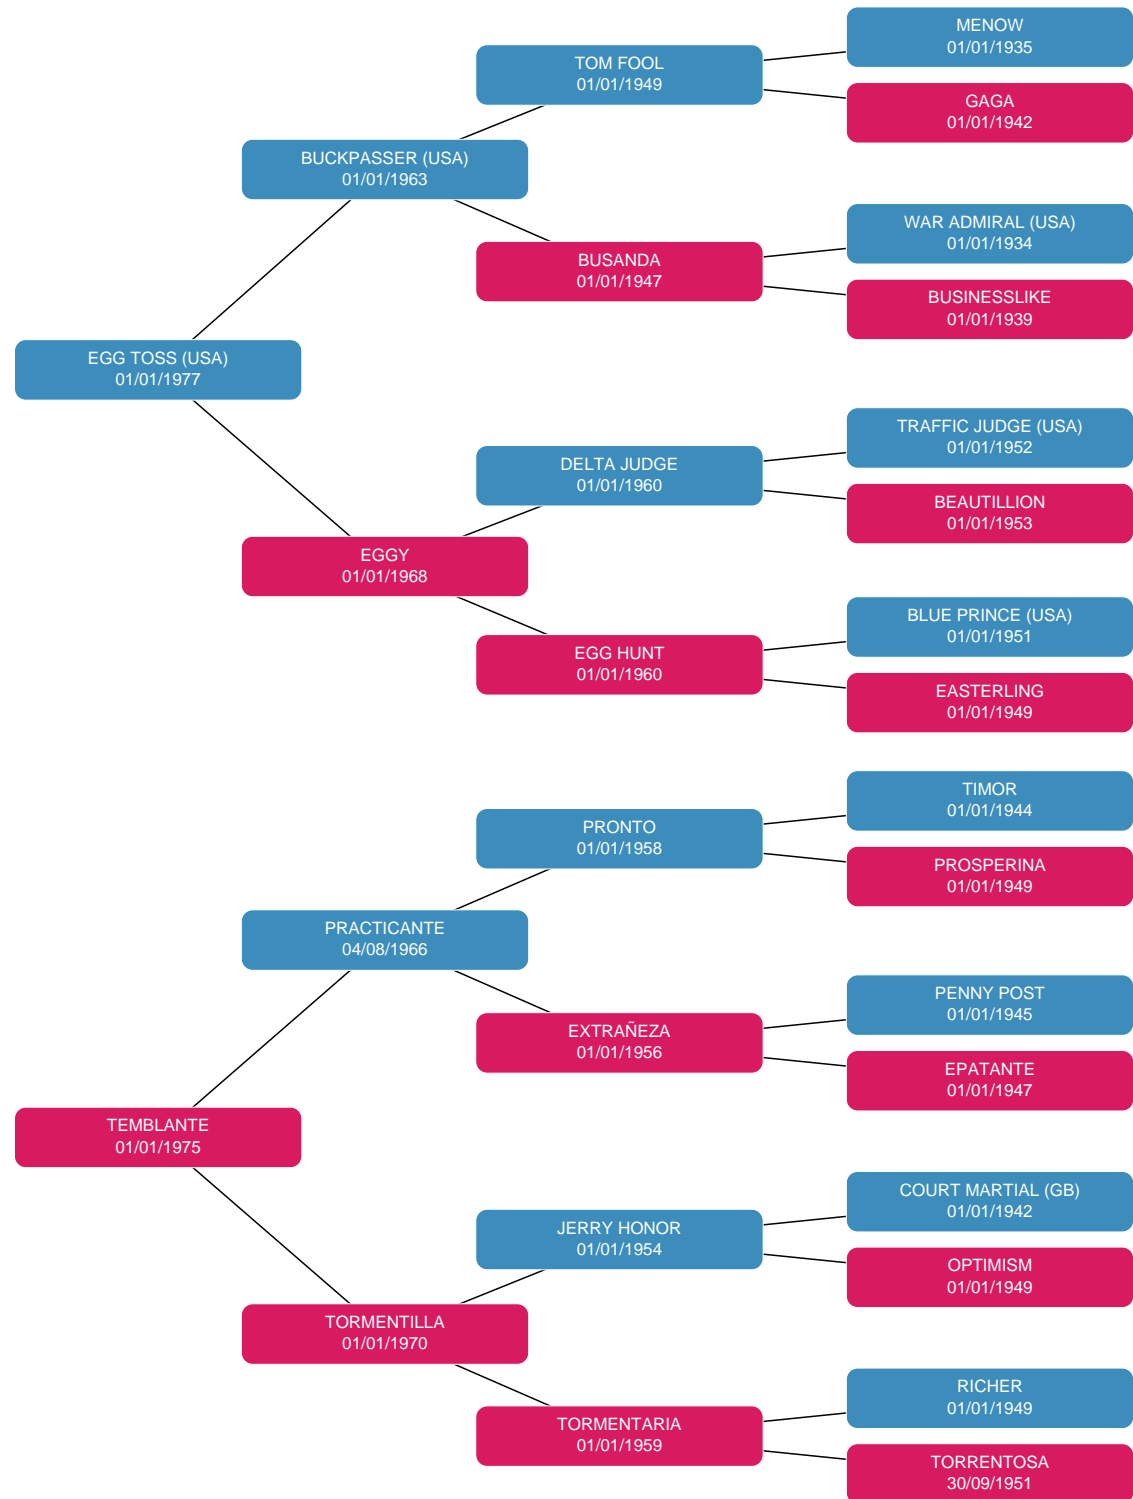 MENOW
01/01/1935
TOM FOOL
01/01/1949
GAGA
01/01/1942
BUCKPASSER (USA)
01/01/1963
WAR ADMIRAL (USA)
01/01/1934
BUSANDA
01/01/1947
BUSINESSLIKE
01/01/1939
EGG TOSS (USA)
01/01/1977
TRAFFIC JUDGE (USA)
01/01/1952
DELTA JUDGE
01/01/1960
BEAUTILLION
01/01/1953
EGGY
01/01/1968
BLUE PRINCE (USA)
01/01/1951
EGG HUNT
01/01/1960
EASTERLING
01/01/1949
TIMOR
01/01/1944
PRONTO
01/01/1958
PROSPERINA
01/01/1949
PRACTICANTE
04/08/1966
PENNY POST
01/01/1945
EXTRAÑEZA
01/01/1956
EPATANTE
01/01/1947
TEMBLANTE
01/01/1975
COURT MARTIAL (GB)
01/01/1942
JERRY HONOR
01/01/1954
OPTIMISM
01/01/1949
TORMENTILLA
01/01/1970
RICHER
01/01/1949
TORMENTARIA
01/01/1959
TORRENTOSA
30/09/1951